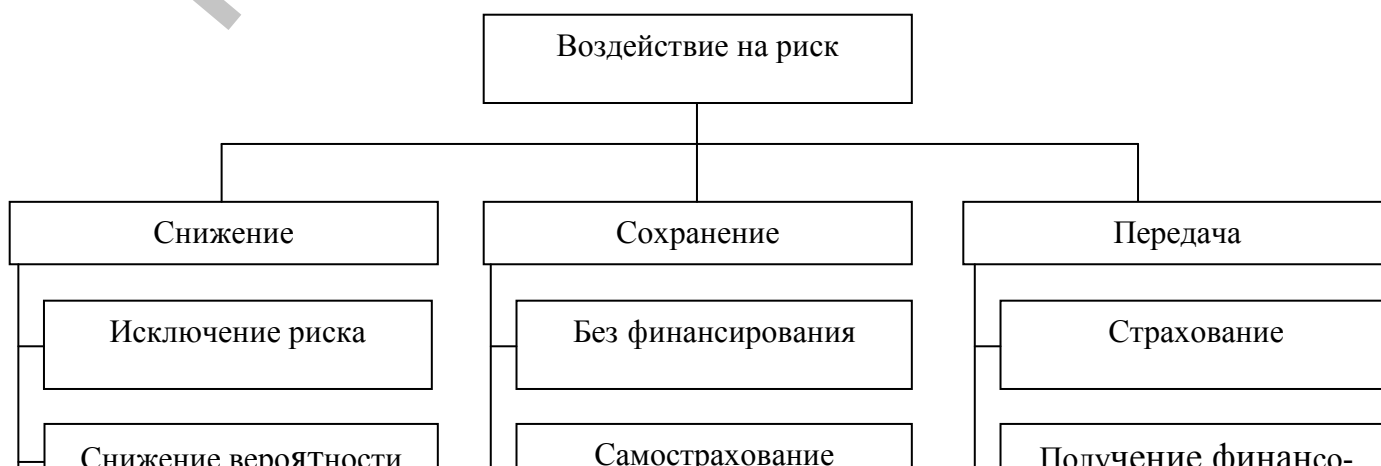 Воздействие на риск
Снижение
Сохранение
Передача
Исключение риска
Без финансирования
Страхование
Снижение вероятности
Самострахование
Получение финансо-